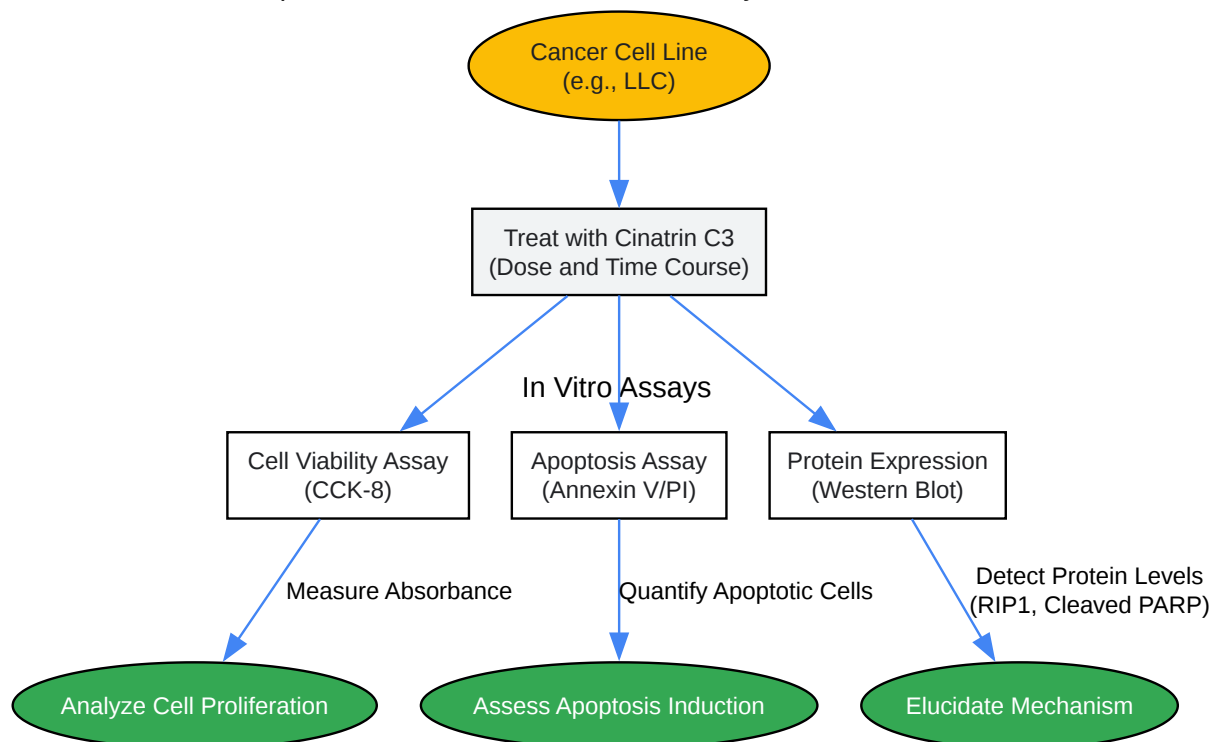 Cancer Cell Line
(e.g., LLC)
Treat with Cinatrin C3
(Dose and Time Course)
In Vitro Assays
Cell Viability Assay
(CCK-8)
Apoptosis Assay
(Annexin V/PI)
Protein Expression
(Western Blot)
Measure Absorbance
Quantify Apoptotic Cells
Detect Protein Levels
(RIP1, Cleaved PARP)
Analyze Cell Proliferation
Assess Apoptosis Induction
Elucidate Mechanism